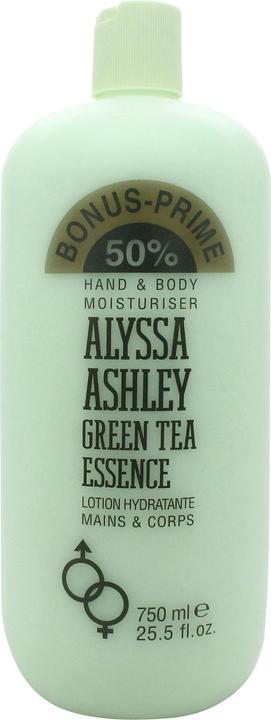 BONUS-PRIME
50%
HAND & BODY
MOISTURISER
ALYSSA
ASHLEY
GREEN TEA
ESSENCE
LOTION HYDRATANTE
MAINS & CORPS
750 ml ℮
25.5 fl.oz.